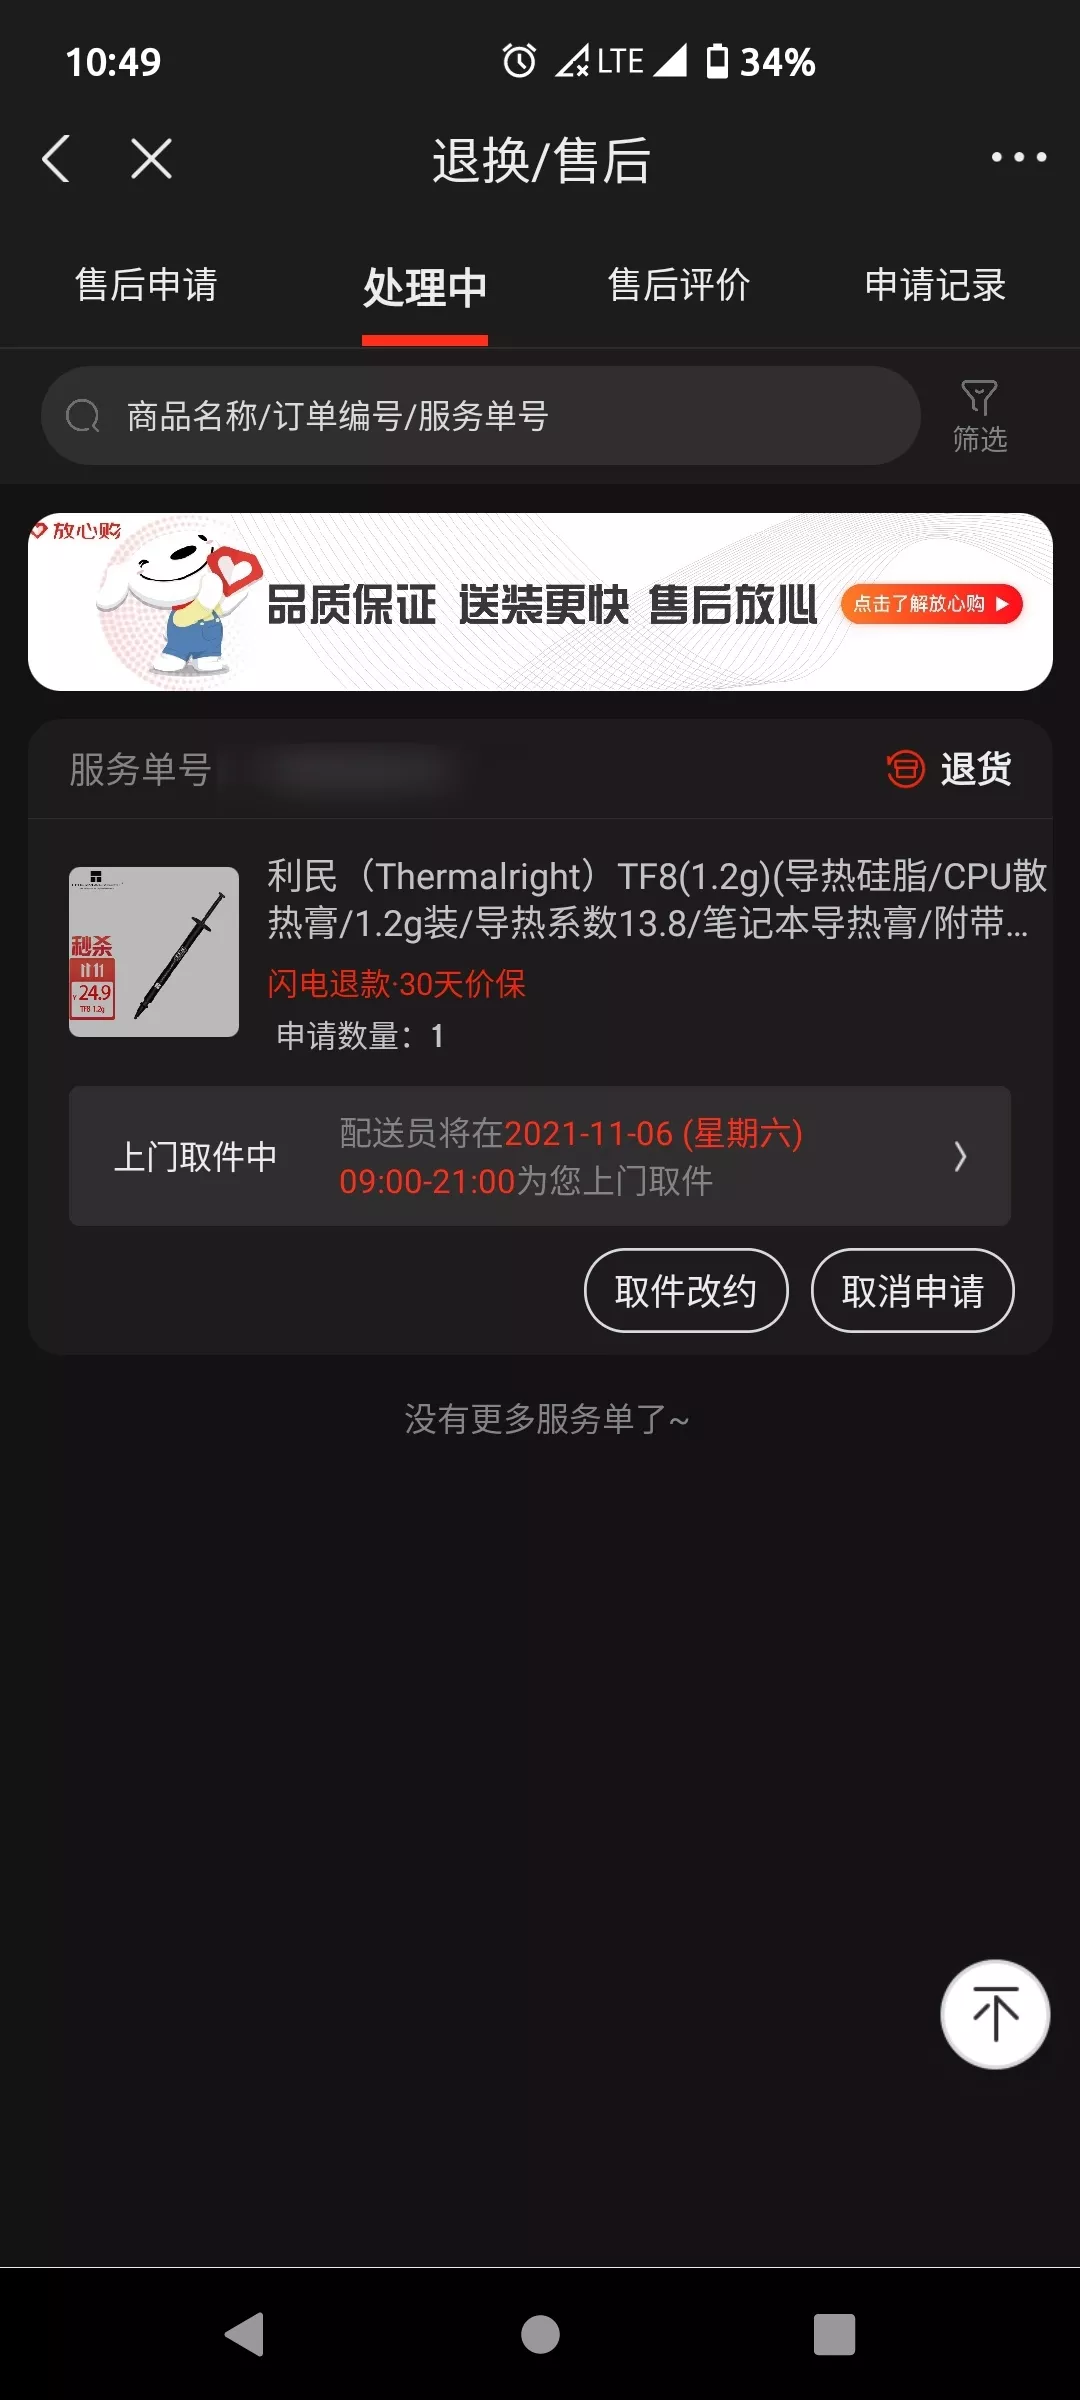 10:49
LTE 34%
退换/售后
售后申请 处理中 售后评价 申请记录
商品名称/订单编号/服务单号
筛选
放心购
品质保证 送装更快 售后放心 点击了解放心购
服务单号
退货
利民（Thermalright）TF8(1.2g)(导热硅脂/CPU散
热膏/1.2g装/导热系数13.8/笔记本导热膏/附带...
秒杀
11 11
¥24.9
TF8 1.2g
闪电退款·30天价保
申请数量：1
上门取件中
配送员将在2021-11-06 (星期六)
09:00-21:00为您上门取件
取件改约 取消申请
没有更多服务单了~